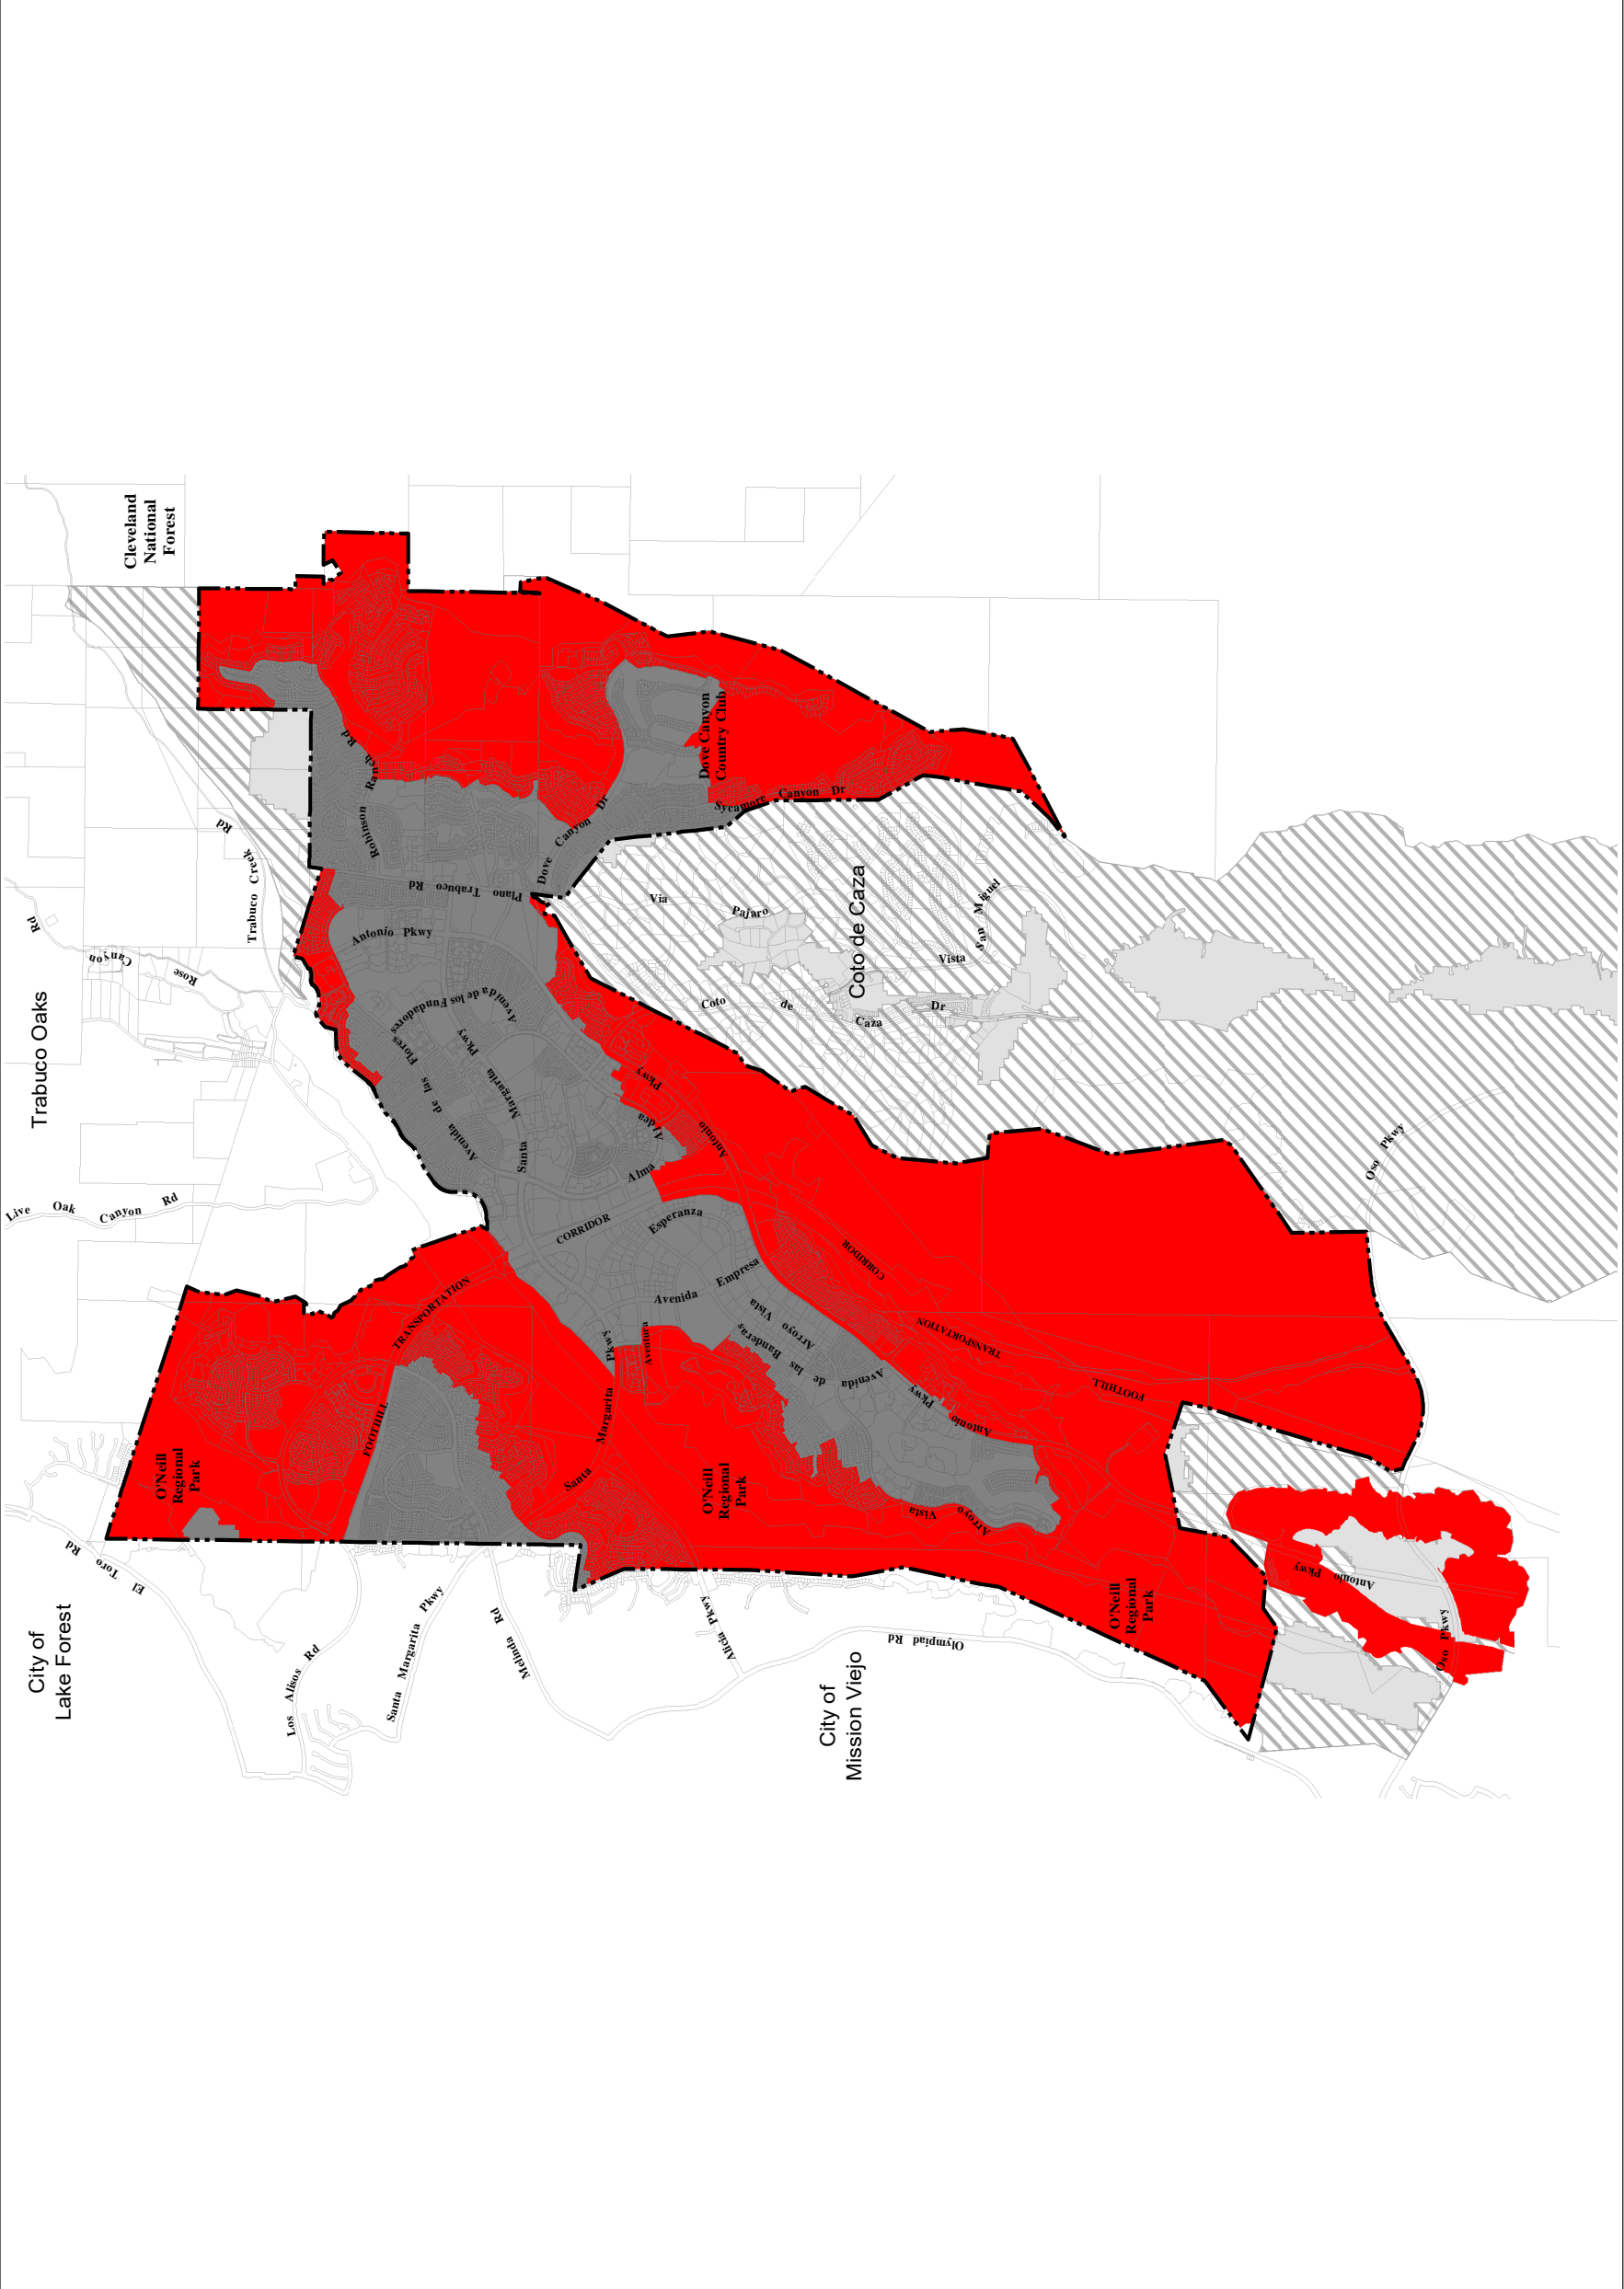 Cleveland
National
Forest
Trabuco Oaks
Live Oak Canyon Rd
Rose Canyon Rd
Trabuco Creek Rd
Robinson Ranch Rd
Plano Trabuco Rd
Dove Canyon Dr
Dove Canyon
Country Club
Sycamore Canyon Dr
Antonio Pkwy
Avenida de los Fundadores
Avenida de las Flores
Santa Margarita Pkwy
Via Pajaro
Vista San Miguel
Coto de Caza
Coto de Caza Dr
Alma Aldea
Antonio Pkwy
CORRIDOR
Esperanza
Avenida Empresa
Arroyo Vista
Avenida de las Banderas
Aventura
Santa Margarita Pkwy
FOOTHILL TRANSPORTATION
FOOTHILL TRANSPORTATION CORRIDOR
Antonio Pkwy
Arroyo Vista
O'Neill
Regional
Park
O'Neill
Regional
Park
O'Neill
Regional
Park
El Toro Rd
City of
Lake Forest
Los Alisos Rd
Santa Margarita Pkwy
Melinda Rd
Alicia Pkwy
Olympiad Rd
City of
Mission Viejo
Antonio Pkwy
Oso Pkwy
Oso Pkwy